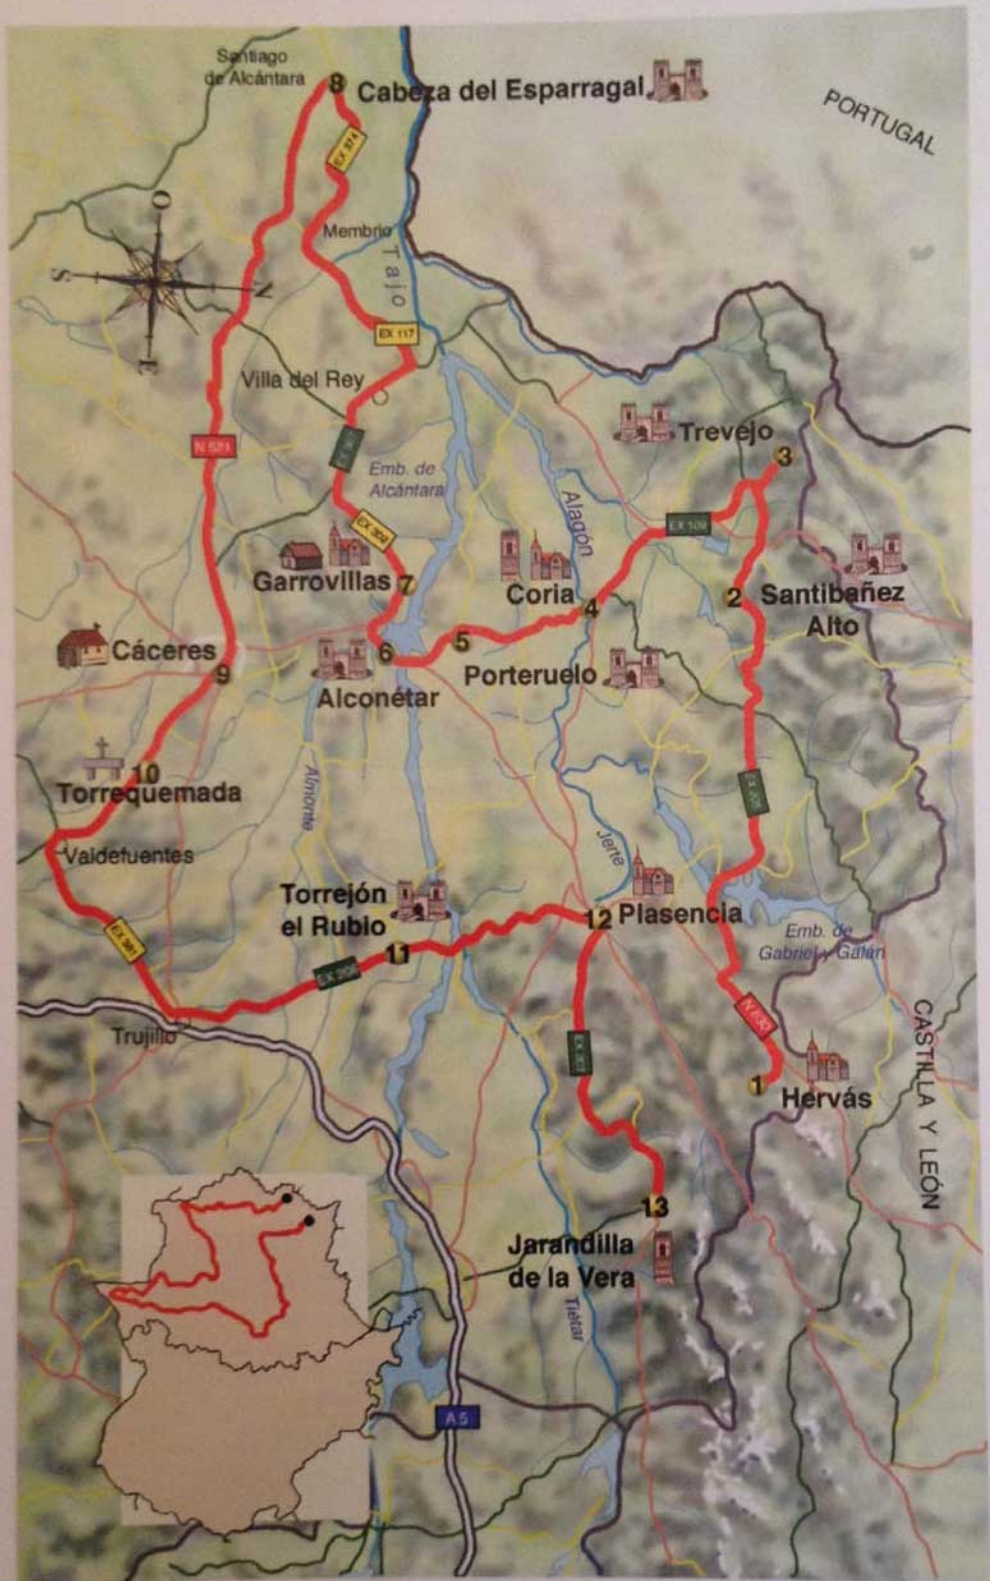 Santiago
de Alcántara
8
Cabeza del Esparragal
PORTUGAL
EX 374
O
S
N
E
Membrio
Tajo
EX 117
Villa del Rey
N 521
Trevejo
3
Emb. de
Alcántara
EX 302
Alagón
EX 109
Garrovillas
7
Coria
4
2
Santibañez
Alto
Cáceres
9
6
5
Alconétar
Porteruelo
10
Torrequemada
Almonte
Valdefuentes
Jerte
Torrejón
el Rubio
11
12
Plasencia
Emb. de
Gabriel y Galán
EX 381
EX 208
N 630
Trujillo
1
Hervás
CASTILLA Y LEÓN
13
Jarandilla
de la Vera
Tiétar
A 5